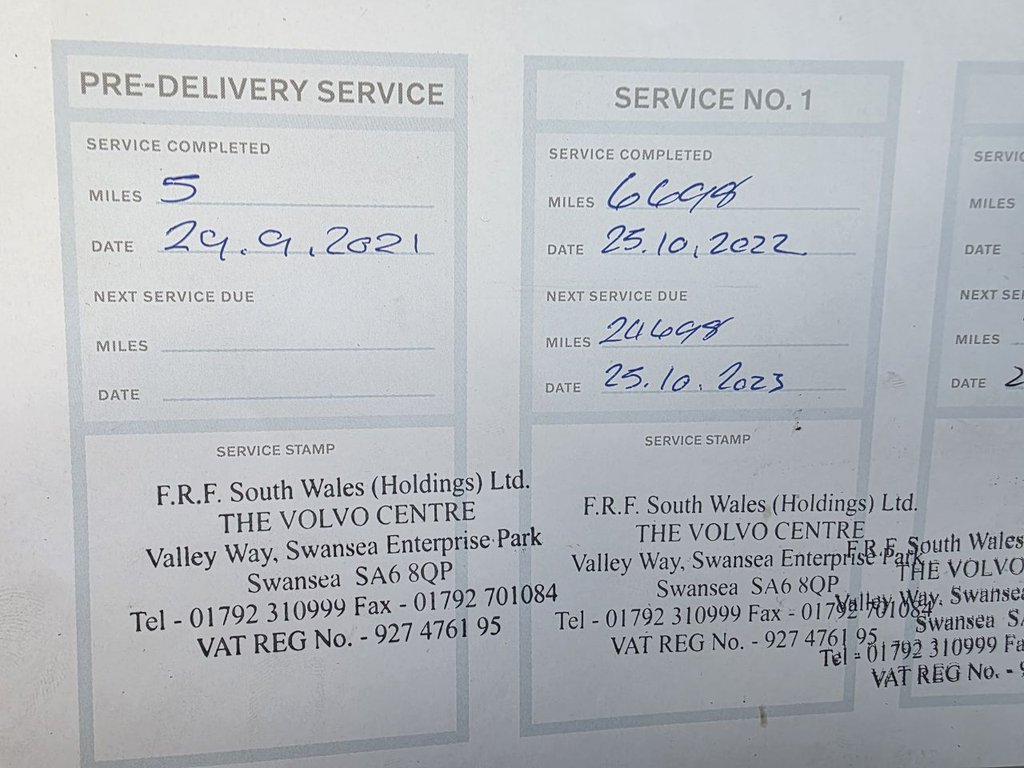 PRE-DELIVERY SERVICE
SERVICE COMPLETED
MILES 5
DATE 29.9.2021
NEXT SERVICE DUE
MILES
DATE
SERVICE STAMP
F.R.F. South Wales (Holdings) Ltd.
THE VOLVO CENTRE
Valley Way, Swansea Enterprise Park
Swansea SA6 8QP
Tel - 01792 310999 Fax - 01792 701084
VAT REG No. - 927 4761 95
SERVICE NO. 1
SERVICE COMPLETED
MILES 6698
DATE 25.10.2022
NEXT SERVICE DUE
MILES 24698
DATE 25.10.2023
SERVICE STAMP
F.R.F. South Wales (Holdings) Ltd.
THE VOLVO CENTRE
Valley Way, Swansea Enterprise Park
Swansea SA6 8QP
Tel - 01792 310999 Fax - 01792 701084
VAT REG No. - 927 4761 95
SERVIC
MILES
DATE
NEXT SE
MILES
DATE 2
F.R.F. South Wales
THE VOLVO
Valley Way, Swansea
Swansea SA
Tel - 01792 310999 Fa
VAT REG No. - 9